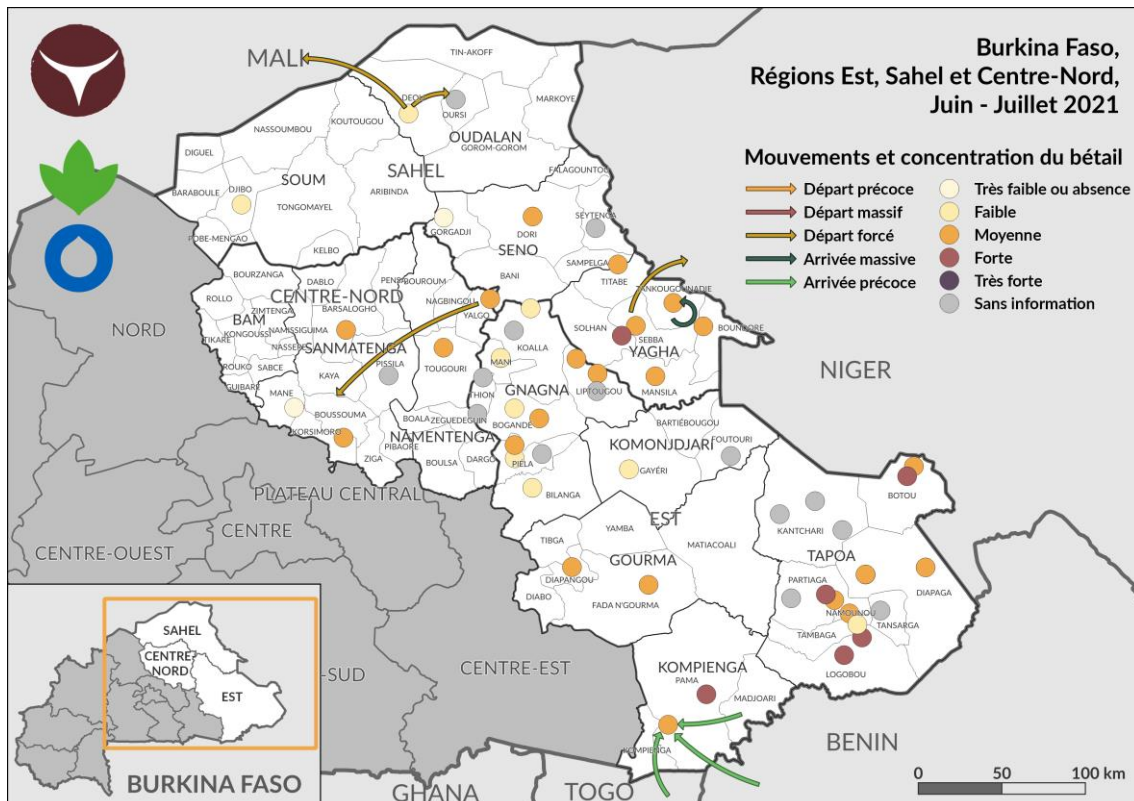 Burkina Faso,
Régions Est, Sahel et Centre-Nord,
Juin - Juillet 2021
Mouvements et concentration du bétail
Départ précoce
Départ massif
Départ forcé
Arrivée massive
Arrivée précoce
Très faible ou absence
Faible
Moyenne
Forte
Très forte
Sans information
MALI
TIN-AKOFF
OURSI
MARKOYE
OUDALAN
GOROM-GOROM
NASSOUMBOU
KOUTOUGOU
DIGUEL
BARABOULE
DJIBO
SOUM
SAHEL
ARIBINDA
TONGOMAYEL
POBE-MENGAO
KELBO
FALAGOUNTOU
GORGADJI
DORI
SEYTENGA
SENO
BANI
SAMPELGA
TITABE
TANKOUGOUNADIE
BOUNDORE
SOLHAN
SEBBA
YAGHA
MANSILA
BOURZANGA
DABLO
BOUROUM
CENTRE-NORD
NAGBINGOU
YALGO
ROLLO
ZIMTENGA
BARSALOGHO
BAM
KONGOUSSI
NAMISSIGUIMA
TIKARE
SANMATENGA
ROUKO
SABCE
KAYA
PISSILA
TOUGOURI
MANE
BOUSSOUMA
KORSIMORO
BOALA
ZEGUEDEGUIN
NAMENTENGA
PIBAORE
ZIGA
BOULSA
DARGO
KOALLA
MANI
GNAGNA
THION
LIPTOUGOU
BOGANDE
PIELA
BILANGA
BARTIÉBOUGOU
KOMONDJARI
FOUTOURI
GAYÉRI
NORD
PLATEAU CENTRAL
CENTRE
CENTRE-OUEST
NIGER
EST
YAMBA
TIBGA
MATIACOALI
GOURMA
DIAPANGOU
DIABO
FADA N'GOURMA
BOTOU
KANTCHARI
TAPOA
PARTIAGA
DIAPAGA
NAMOUNOU
TANSARGA
TAMBAGA
LOGOBOU
CENTRE-EST
-SUD
KOMPIENGA
PAMA
MADJOARI
KOMPIENGA
BENIN
GHANA
TOGO
SAHEL
CENTRE-
NORD
EST
BURKINA FASO
0 50 100 km